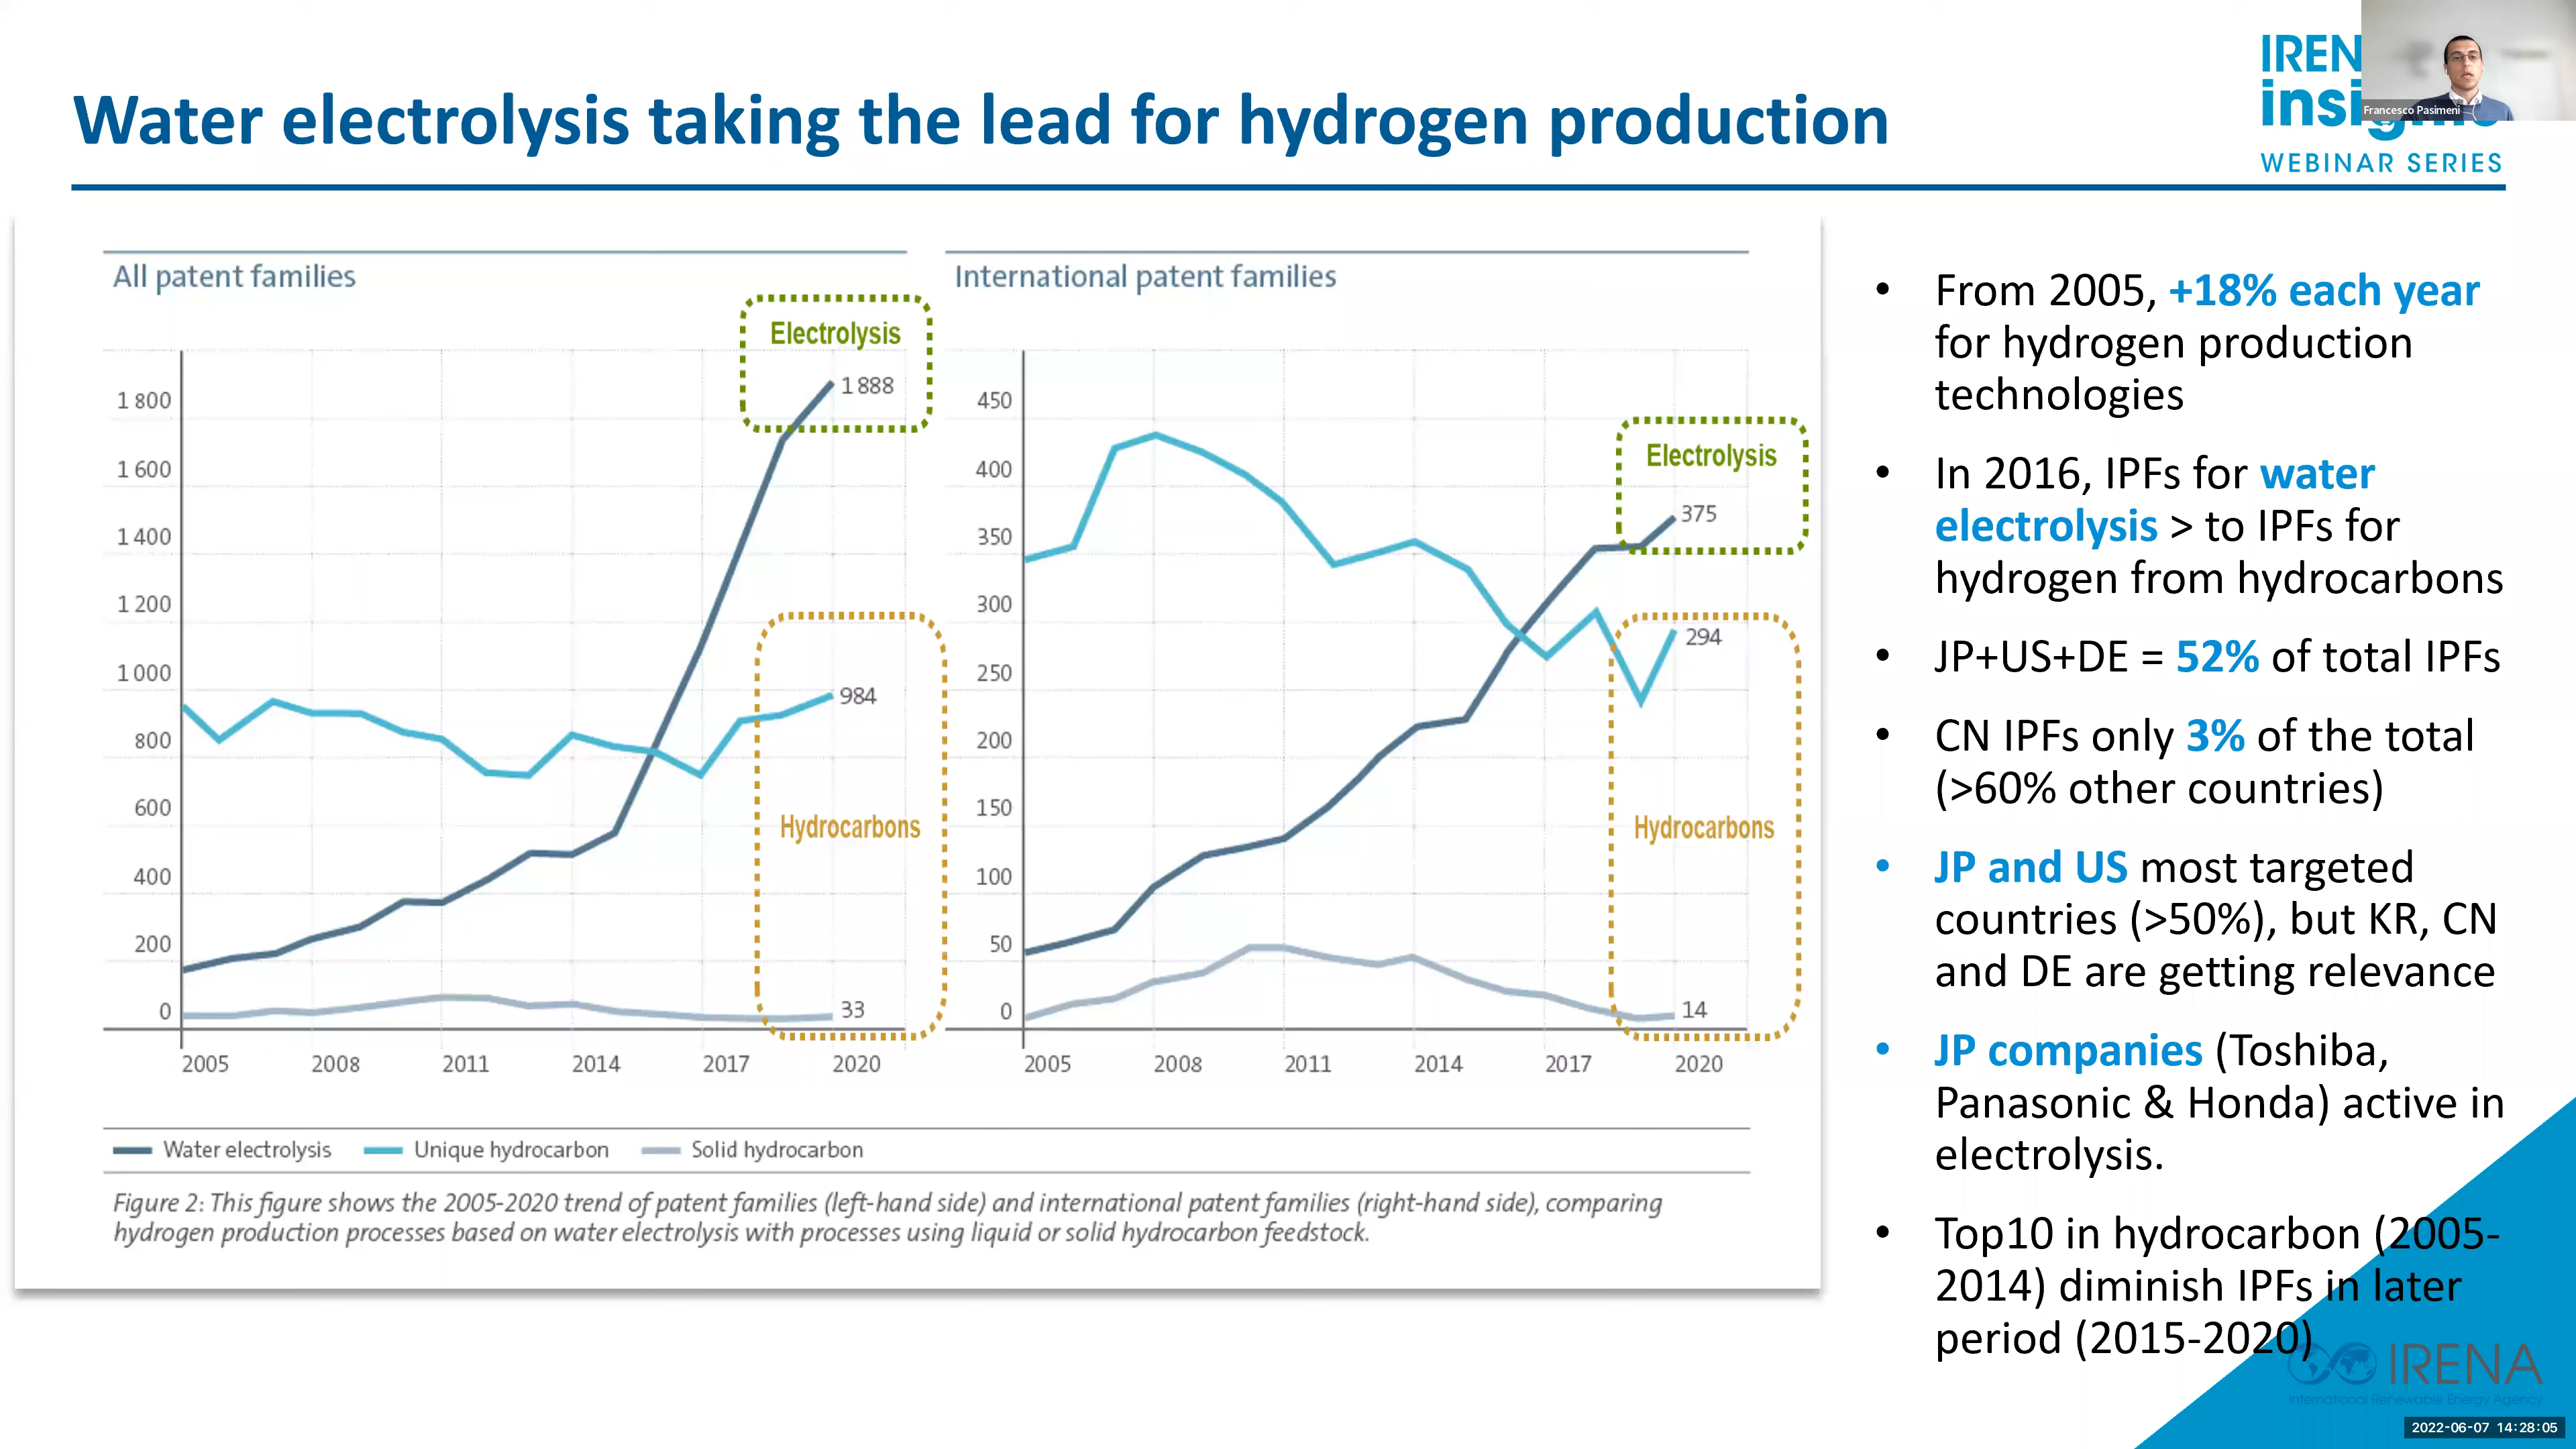 Water electrolysis taking the lead for hydrogen production
IREN
insights
WEBINAR SERIES
Francesco Pasimeni
All patent families
Electrolysis
1 888
1 800
1 600
1 400
1 200
1 000
800
600
400
200
0
984
Hydrocarbons
33
2005 2008 2011 2014 2017 2020
International patent families
Electrolysis
375
450
400
350
300
250
200
150
100
50
0
294
Hydrocarbons
14
2005 2008 2011 2014 2017 2020
Water electrolysis Unique hydrocarbon Solid hydrocarbon
Figure 2: This figure shows the 2005-2020 trend of patent families (left-hand side) and international patent families (right-hand side), comparing
hydrogen production processes based on water electrolysis with processes using liquid or solid hydrocarbon feedstock.
• From 2005, +18% each year
for hydrogen production
technologies
• In 2016, IPFs for water
electrolysis > to IPFs for
hydrogen from hydrocarbons
• JP+US+DE = 52% of total IPFs
• CN IPFs only 3% of the total
(>60% other countries)
• JP and US most targeted
countries (>50%), but KR, CN
and DE are getting relevance
• JP companies (Toshiba,
Panasonic & Honda) active in
electrolysis.
• Top10 in hydrocarbon (2005-
2014) diminish IPFs in later
period (2015-2020)
IRENA
International Renewable Energy Agency
2022-06-07 14:28:05